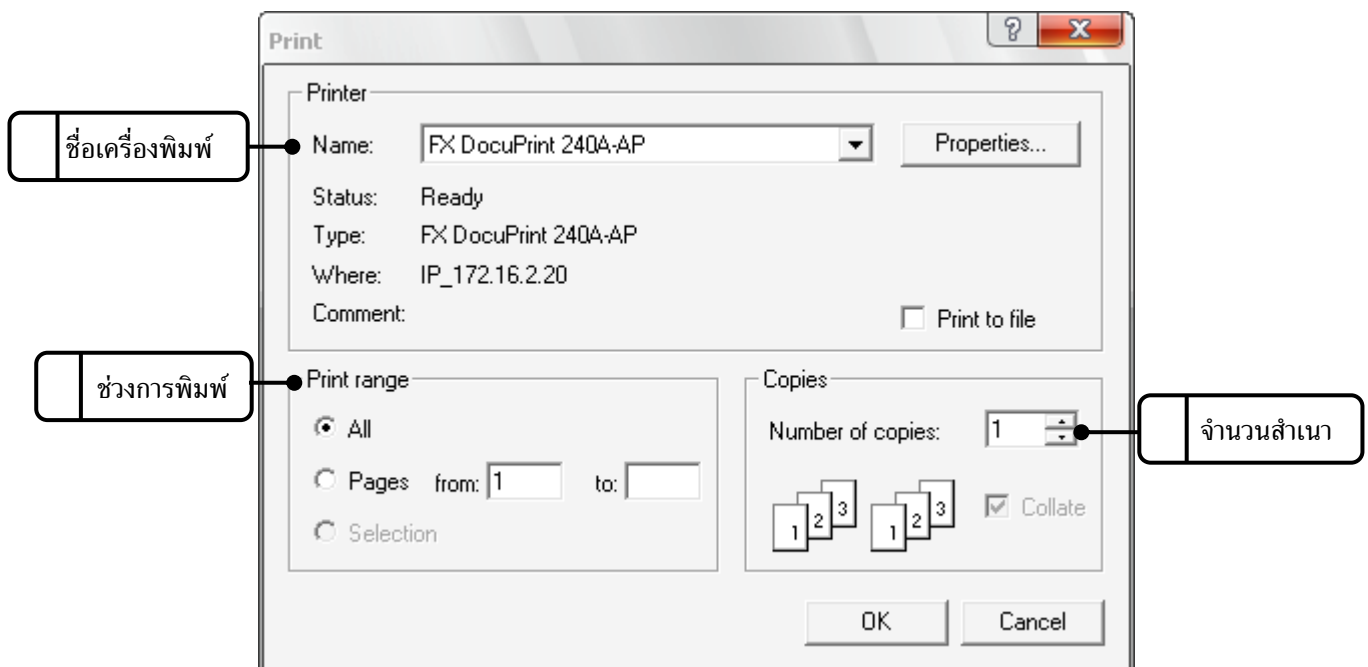 Print
Printer
ชื่อเครื่องพิมพ์
Name: FX DocuPrint 240A-AP Properties...
Status: Ready
Type: FX DocuPrint 240A-AP
Where: IP_172.16.2.20
Comment: Print to file
ช่วงการพิมพ์
Print range
All
Pages from: 1 to:
Selection
Copies
Number of copies: 1
จำนวนสำเนา
1 2 3 1 2 3 Collate
OK Cancel